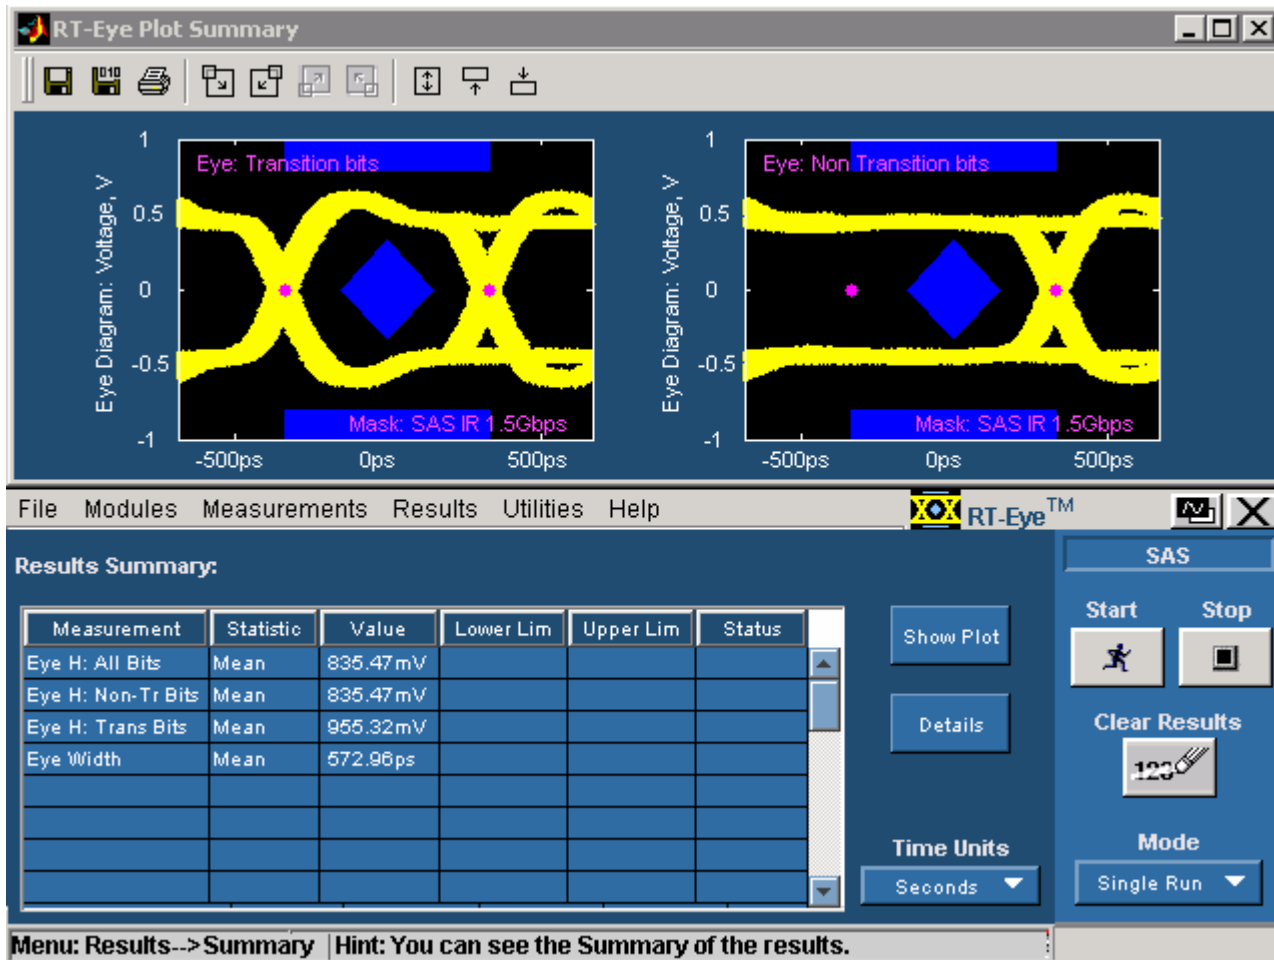 RT-Eye Plot Summary
010
Eye Diagram: Voltage, V
1
0.5
0
-0.5
-1
Eye: Transition bits
Mask: SAS IR 1.5Gbps
-500ps 0ps 500ps
Eye Diagram: Voltage, V
1
0.5
0
-0.5
-1
Eye: Non Transition bits
Mask: SAS IR 1.5Gbps
-500ps 0ps 500ps
File Modules Measurements Results Utilities Help
RT-Eye™
Results Summary:
Measurement Statistic Value Lower Lim Upper Lim Status
Eye H: All Bits Mean 835.47mV
Eye H: Non-Tr Bits Mean 835.47mV
Eye H: Trans Bits Mean 955.32mV
Eye Width Mean 572.96ps
Show Plot
Details
Time Units
Seconds
SAS
Start Stop
Clear Results
123
Mode
Single Run
Menu: Results-->Summary Hint: You can see the Summary of the results.